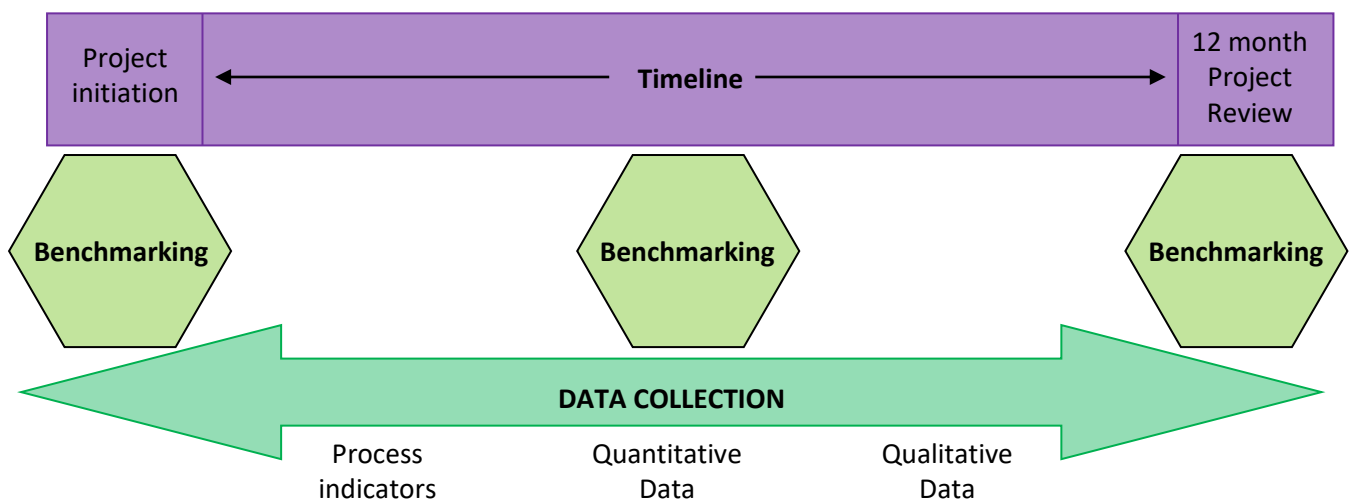 Project
initiation
Timeline
12 month
Project
Review
Benchmarking
Benchmarking
Benchmarking
DATA COLLECTION
Process
indicators
Quantitative
Data
Qualitative
Data